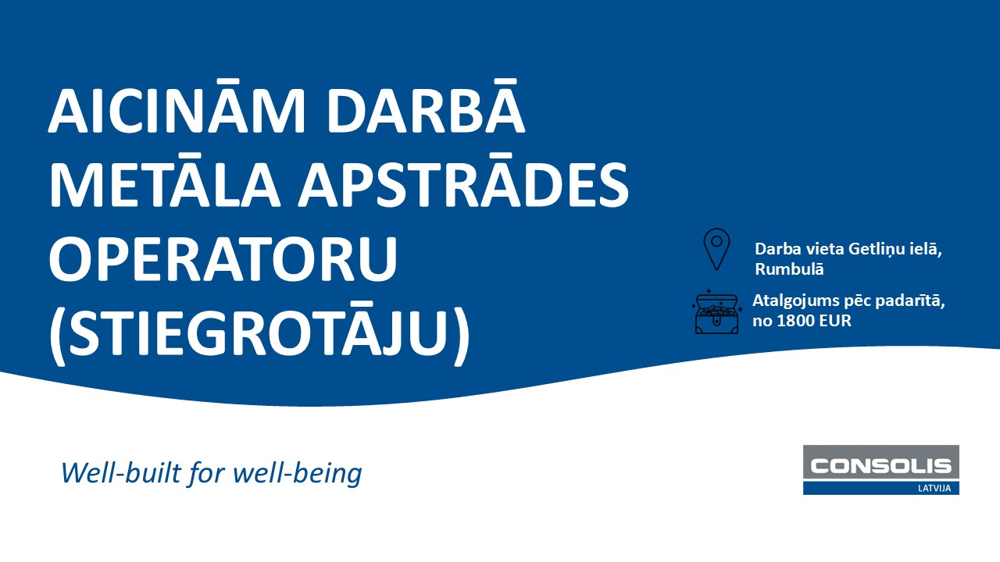 AICINĀM DARBĀ
METĀLA APSTRĀDES
OPERATORU
(STIEGROTĀJU)
Darba vieta Getliņu ielā,
Rumbulā
Atalgojums pēc padarītā,
no 1800 EUR
Well-built for well-being
CONSOLIS
LATVIJA